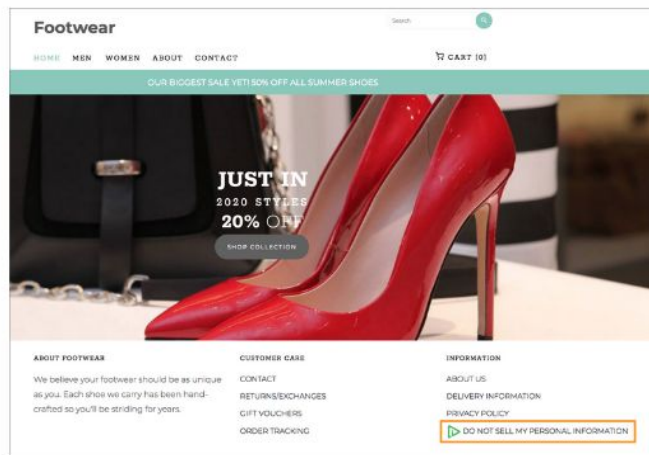 Footwear
Search
HOME MEN WOMEN ABOUT CONTACT
CART (0)
OUR BIGGEST SALE YET! 50% OFF ALL SUMMER SHOES
JUST IN
2020 STYLES
20% OFF
SHOP COLLECTION
ABOUT FOOTWEAR
We believe your footwear should be as unique
as you. Each shoe we carry has been hand-
crafted so you'll be striding for years.
CUSTOMER CARE
CONTACT
RETURNS/EXCHANGES
GIFT VOUCHERS
ORDER TRACKING
INFORMATION
ABOUT US
DELIVERY INFORMATION
PRIVACY POLICY
DO NOT SELL MY PERSONAL INFORMATION